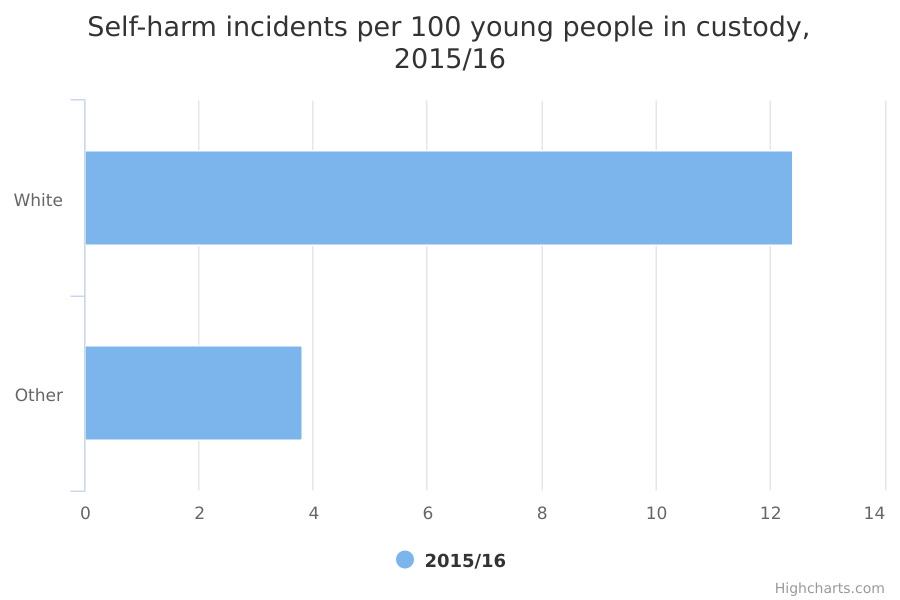 Self-harm incidents per 100 young people in custody,
2015/16
White
Other
0 2 4 6 8 10 12 14
2015/16
Highcharts.com